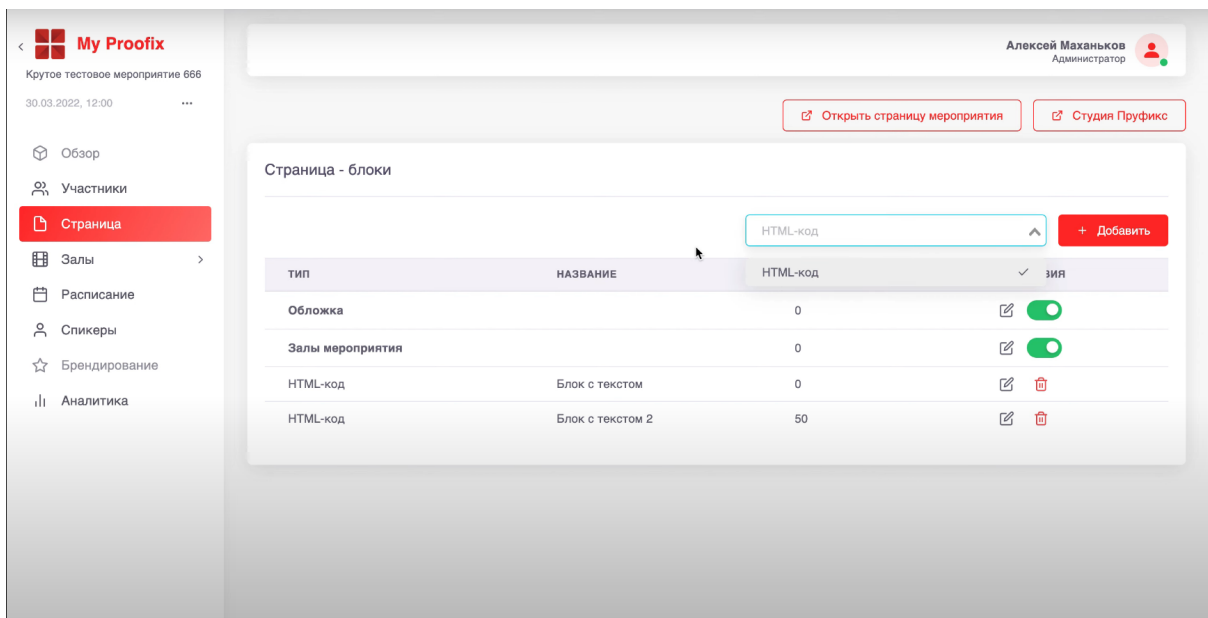 My Proofix
Крутое тестовое мероприятие 666
30.03.2022, 12:00
Алексей Маханьков
Администратор
Открыть страницу мероприятия
Студия Пруфикс
Обзор
Участники
Страница
Залы
Расписание
Спикеры
Брендирование
Аналитика
Страница - блоки
HTML-код
+ Добавить
HTML-код
ТИП НАЗВАНИЕ
Обложка 0
Залы мероприятия 0
HTML-код Блок с текстом 0
HTML-код Блок с текстом 2 50